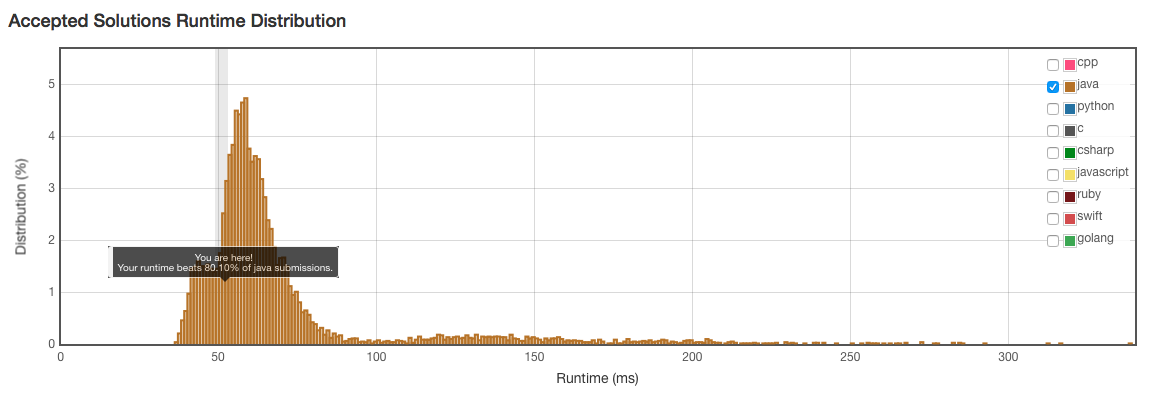 Accepted Solutions Runtime Distribution
Distribution (%)
5
4
3
2
1
0
You are here!
Your runtime beats 80.10% of java submissions.
cpp
java
python
c
csharp
javascript
ruby
swift
golang
0 50 100 150 200 250 300
Runtime (ms)